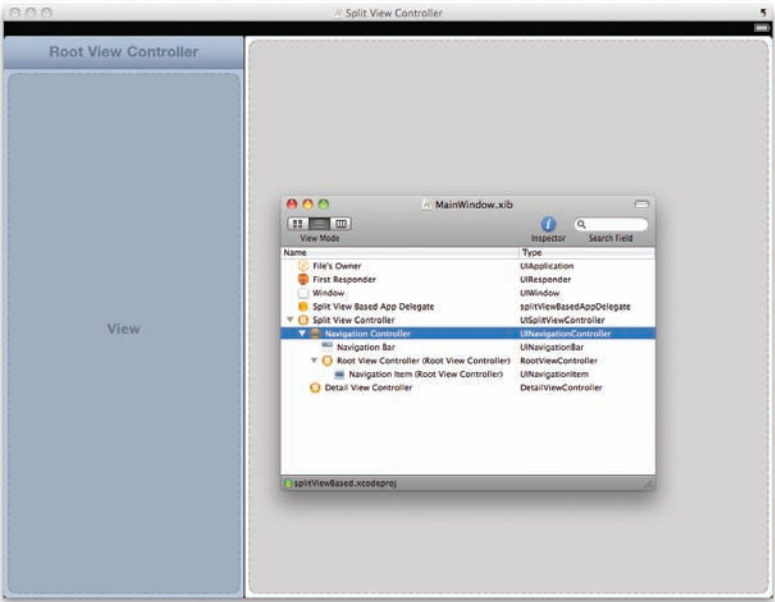 Split View Controller
Root View Controller
View
MainWindow.xib
View Mode
Inspector
Search Field
Name
Type
File's Owner
UIApplication
First Responder
UIResponder
Window
UIWindow
Split View Based App Delegate
splitViewBasedAppDelegate
Split View Controller
UISplitViewController
Navigation Controller
UINavigationController
Navigation Bar
UINavigationBar
Root View Controller (Root View Controller)
RootViewController
Navigation Item (Root View Controller)
UINavigationItem
Detail View Controller
DetailViewController
splitViewBased.xcodeproj